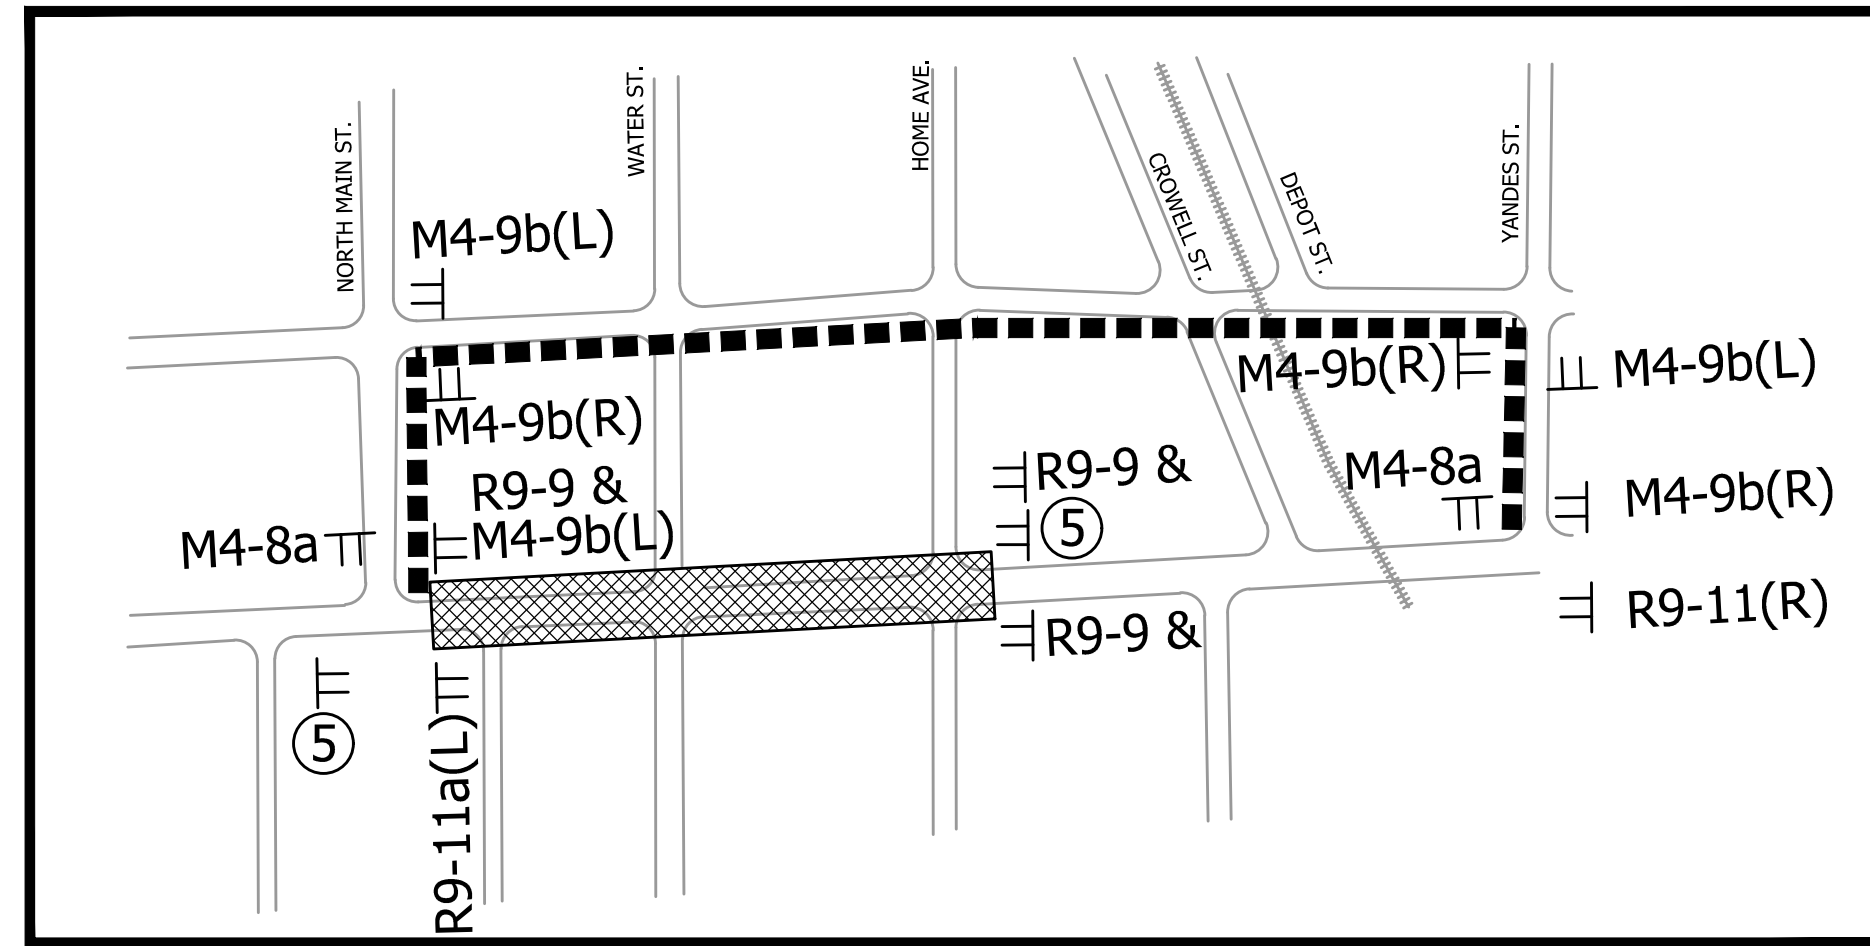 NORTH MAIN ST.
WATER ST.
HOME AVE.
CROWELL ST.
DEPOT ST.
YANDES ST.
M4-9b(L)
M4-9b(R)
M4-9b(L)
M4-9b(R)
R9-9 &
M4-9b(L)
M4-8a
R9-9 &
5
M4-8a
M4-9b(R)
R9-9 &
R9-11(R)
5
R9-11a(L)